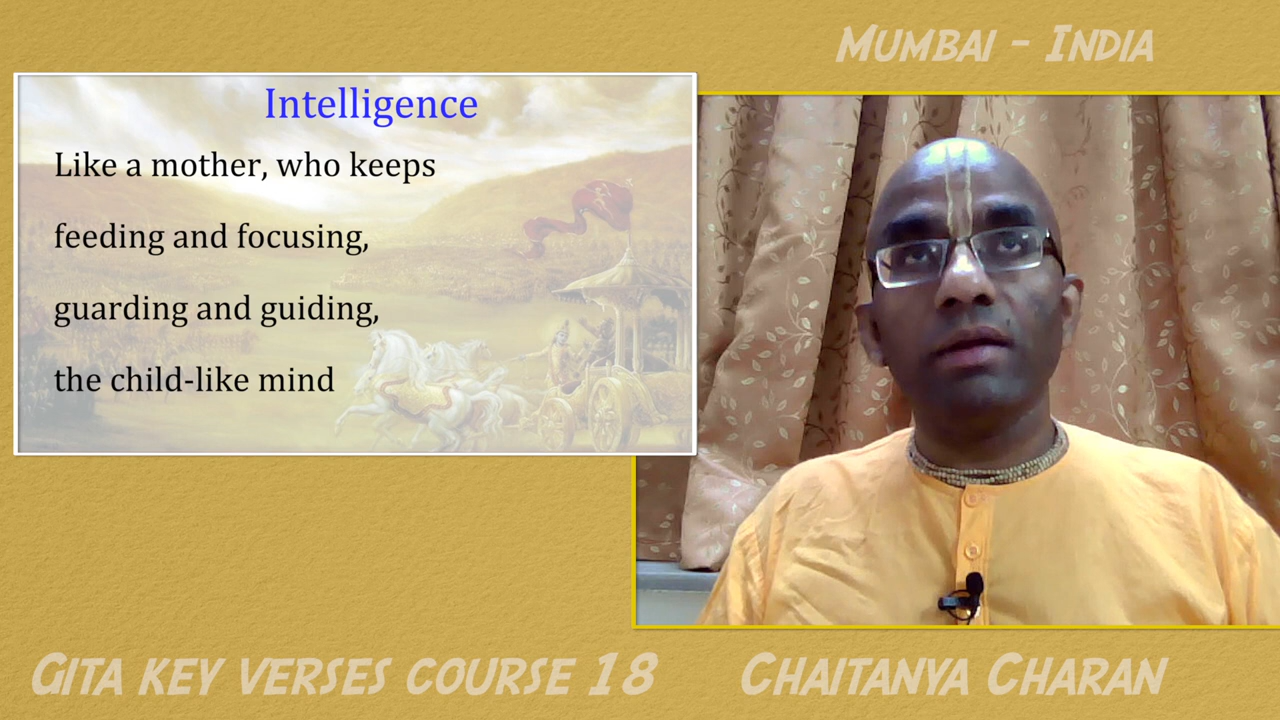 Mumbai - India
Intelligence
Like a mother, who keeps
feeding and focusing,
guarding and guiding,
the child-like mind
Gita key verses course 18
Chaitanya Charan